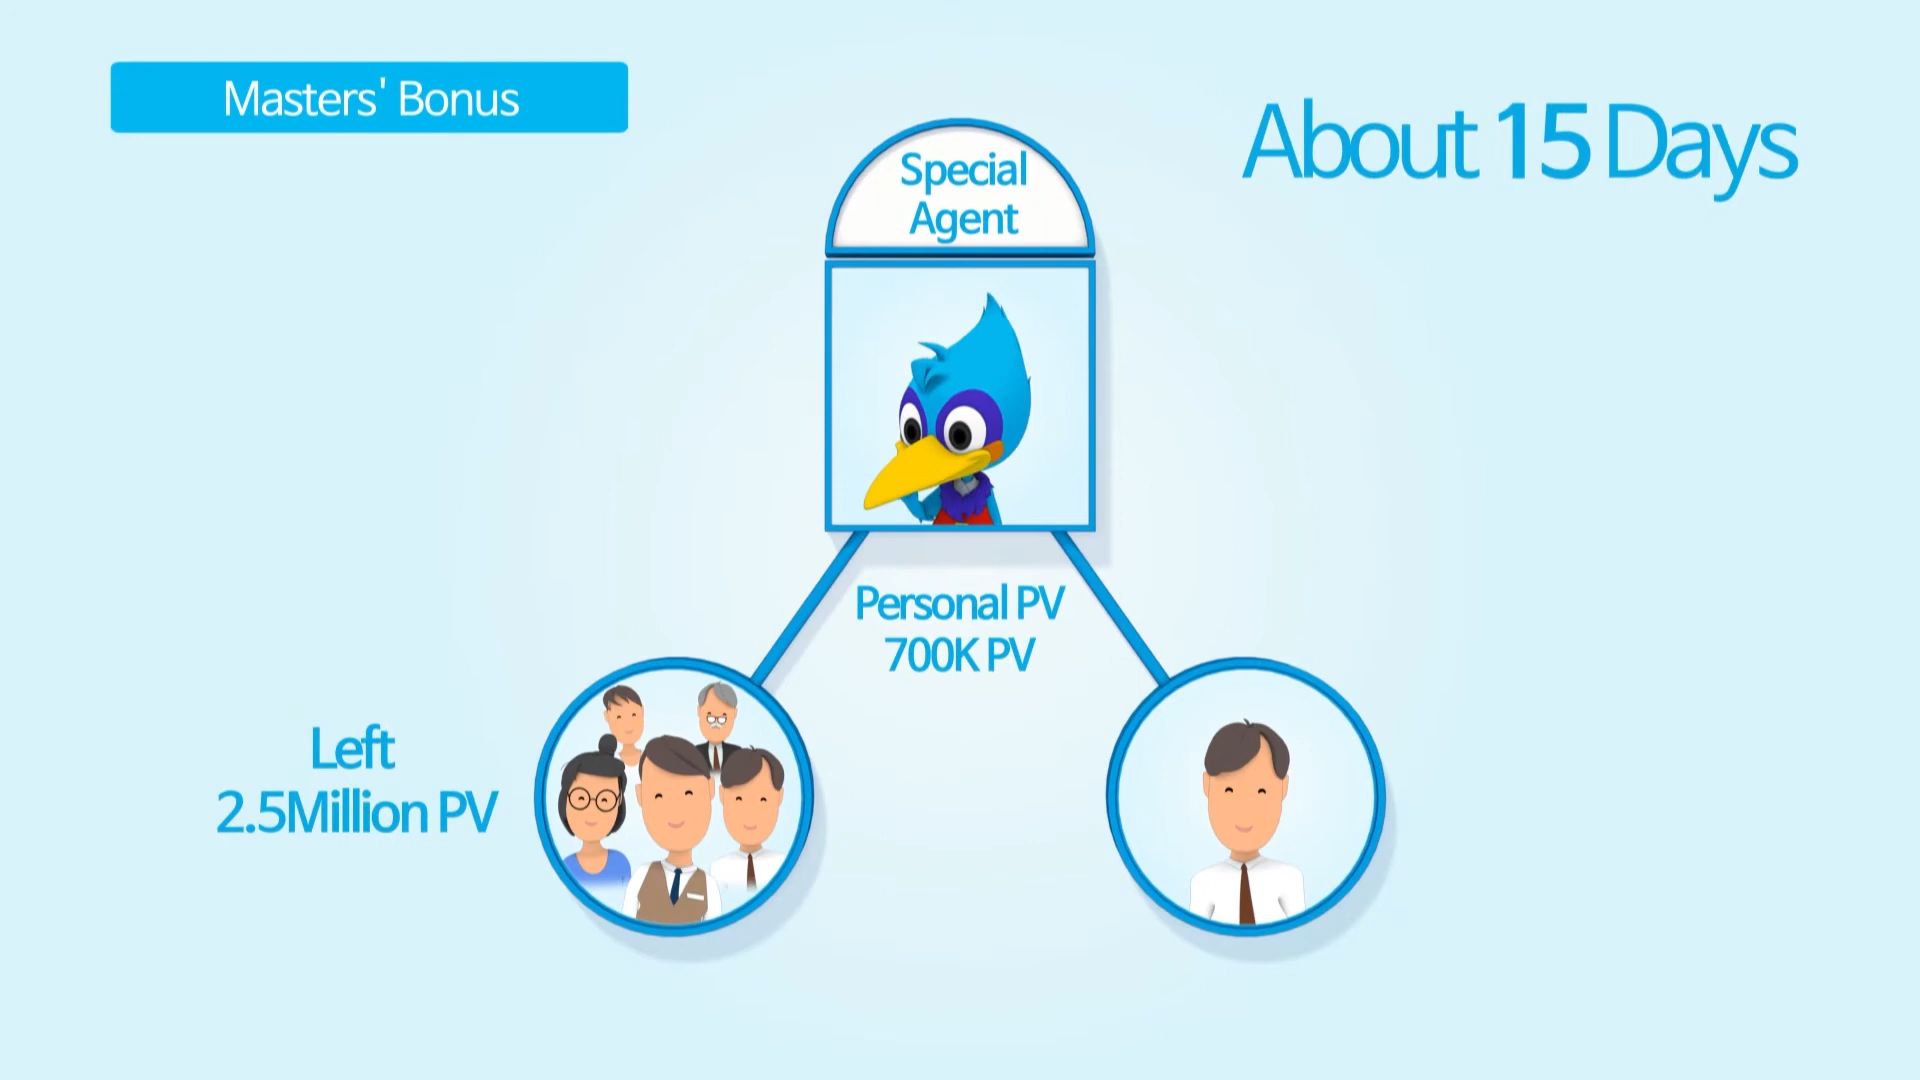 Masters' Bonus
About 15 Days
Special
Agent
Personal PV
700K PV
Left
2.5Million PV